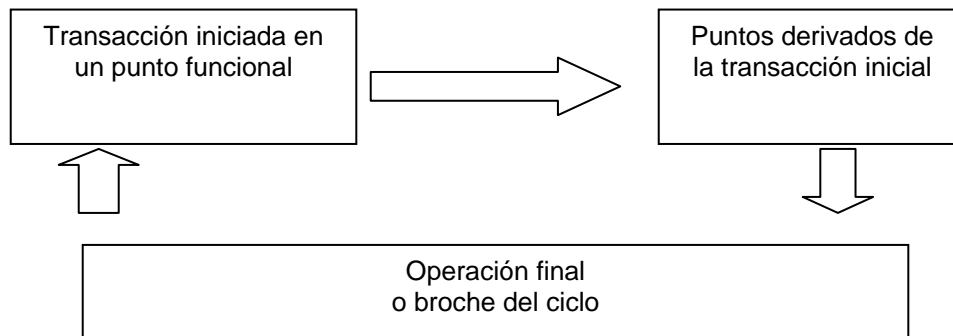 Transacción iniciada en
un punto funcional
Puntos derivados de
la transacción inicial
Operación final
o broche del ciclo